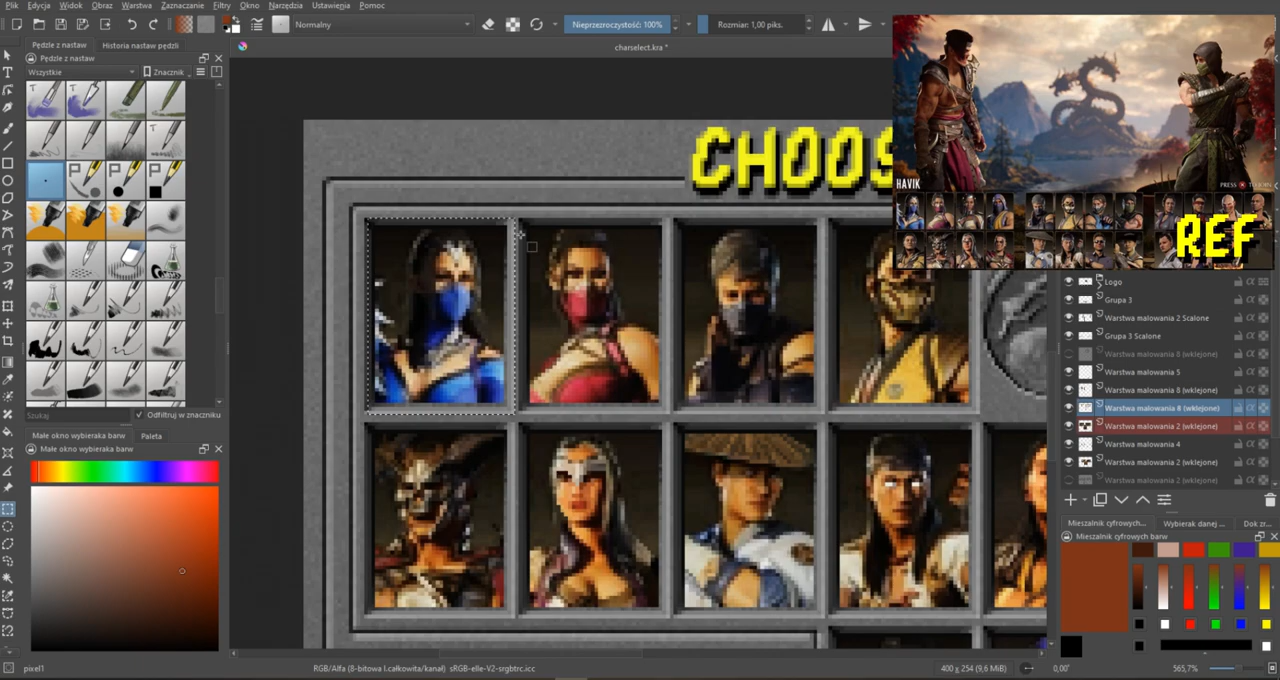 Plik Edycja Widok Obraz Warstwa Zaznaczanie Filtry Okno Narzędzia Ustawienia Pomoc
Normalny
Nieprzezroczystość: 100%
Rozmiar: 1,00 piks.
Pędzle z nastaw
Historia nastaw pędzli
charselect.kra *
Pędzle z nastaw
Wszystkie
Znacznik
CHOOS
HAVIK
REF
Logo
Grupa 3
Warstwa malowania 2 Scalone
Grupa 3 Scalone
Warstwa malowania 8 (wklejone)
Warstwa malowania 5
Warstwa malowania 8 (wklejone)
Warstwa malowania 8 (wklejone)
Warstwa malowania 2 (wklejone)
Warstwa malowania 4
Warstwa malowania 2 (wklejone)
Warstwa malowania 2 (wklejone)
Szukaj
Odfiltruj w znaczniku
Małe okno wybieraka barw
Paleta
Małe okno wybieraka barw
Mieszalnik cyfrowych...
Wybierak danej ...
Dok zr...
Mieszalnik cyfrowych barw
pixel1
RGB/Alfa (8-bitowa l.całkowita/kanał) sRGB-elle-V2-srgbtrc.icc
400 x 254 (9,6 MiB)
0,00°
565,7%